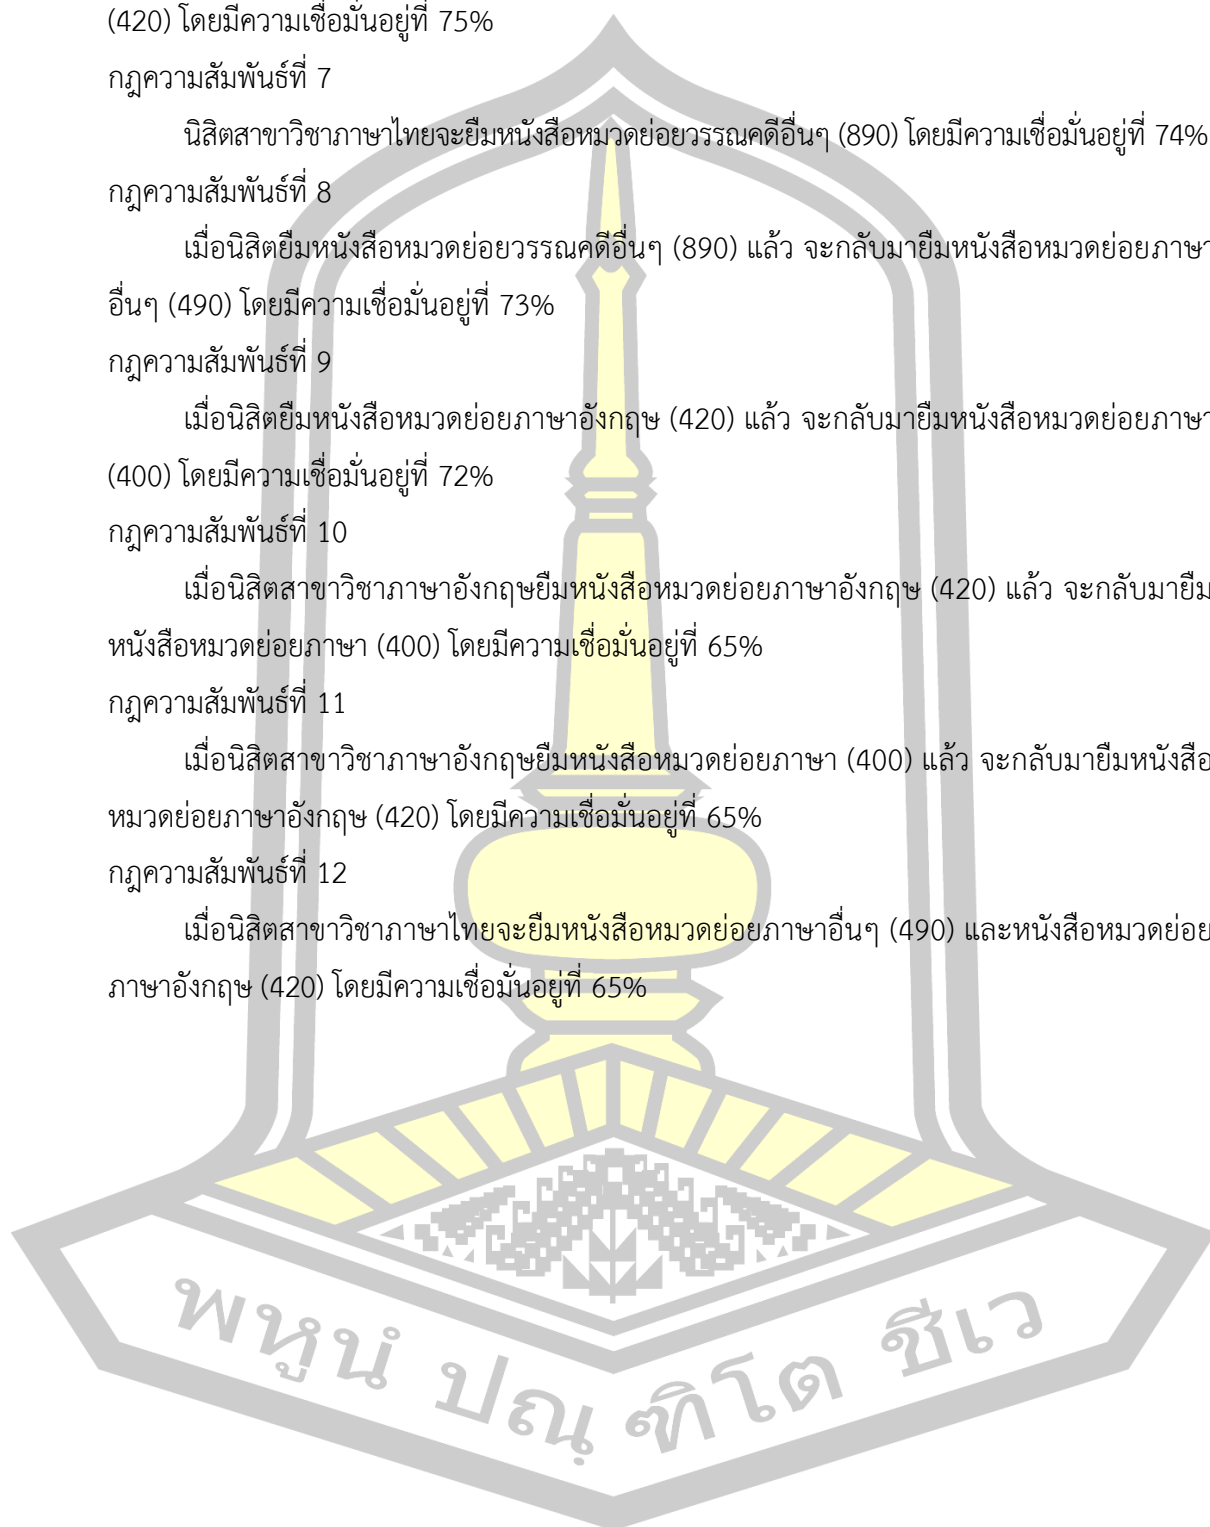 (420) โดยมีความเชื่อมั่นอยู่ที่ 75%
กฎความสัมพันธ์ที่ 7
นิสิตสาขาวิชาภาษาไทยจะยืมหนังสือหมวดย่อยวรรณคดีอื่นๆ (890) โดยมีความเชื่อมั่นอยู่ที่ 74%
กฎความสัมพันธ์ที่ 8
เมื่อนิสิตยืมหนังสือหมวดย่อยวรรณคดีอื่นๆ (890) แล้ว จะกลับมายืมหนังสือหมวดย่อยภาษา
อื่นๆ (490) โดยมีความเชื่อมั่นอยู่ที่ 73%
กฎความสัมพันธ์ที่ 9
เมื่อนิสิตยืมหนังสือหมวดย่อยภาษาอังกฤษ (420) แล้ว จะกลับมายืมหนังสือหมวดย่อยภาษา
(400) โดยมีความเชื่อมั่นอยู่ที่ 72%
กฎความสัมพันธ์ที่ 10
เมื่อนิสิตสาขาวิชาภาษาอังกฤษยืมหนังสือหมวดย่อยภาษาอังกฤษ (420) แล้ว จะกลับมายืม
หนังสือหมวดย่อยภาษา (400) โดยมีความเชื่อมั่นอยู่ที่ 65%
กฎความสัมพันธ์ที่ 11
เมื่อนิสิตสาขาวิชาภาษาอังกฤษยืมหนังสือหมวดย่อยภาษา (400) แล้ว จะกลับมายืมหนังสือ
หมวดย่อยภาษาอังกฤษ (420) โดยมีความเชื่อมั่นอยู่ที่ 65%
กฎความสัมพันธ์ที่ 12
เมื่อนิสิตสาขาวิชาภาษาไทยจะยืมหนังสือหมวดย่อยภาษาอื่นๆ (490) และหนังสือหมวดย่อย
ภาษาอังกฤษ (420) โดยมีความเชื่อมั่นอยู่ที่ 65%
พหูนํ ปณฺฑิโต ชีเว